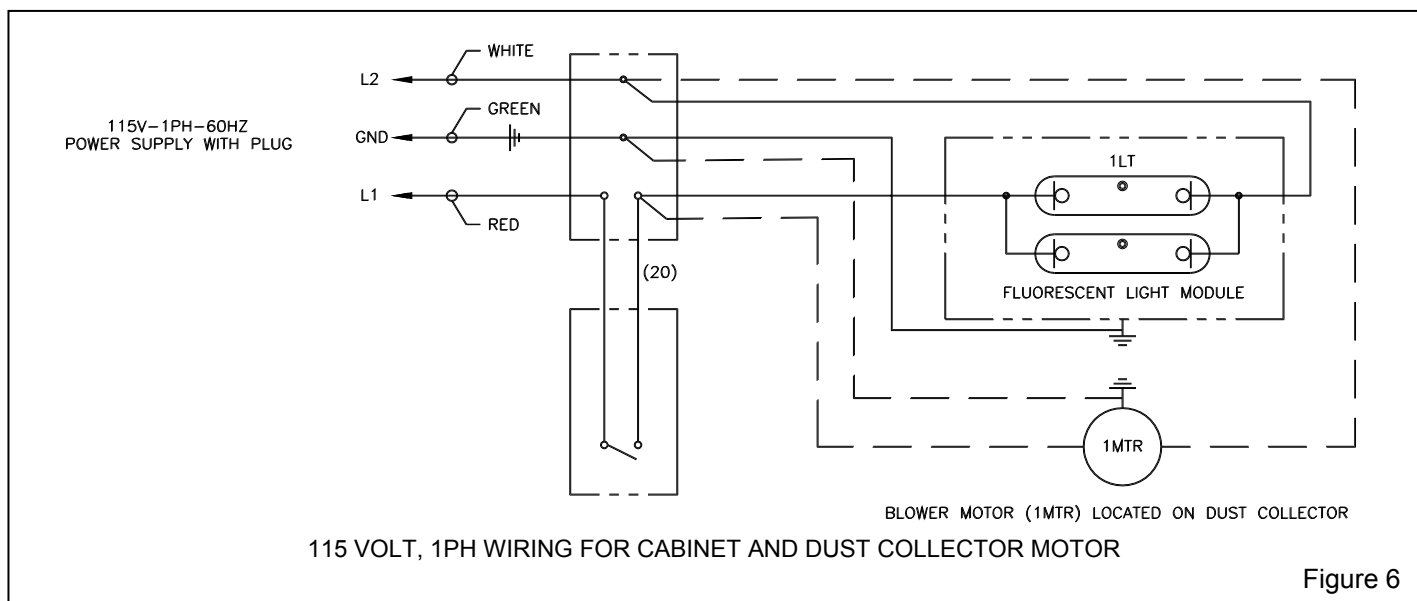 WHITE
L2
GREEN
115V-1PH-60HZ
POWER SUPPLY WITH PLUG
GND
1LT
L1
RED
(20)
FLUORESCENT LIGHT MODULE
1MTR
BLOWER MOTOR (1MTR) LOCATED ON DUST COLLECTOR
115 VOLT, 1PH WIRING FOR CABINET AND DUST COLLECTOR MOTOR
Figure 6